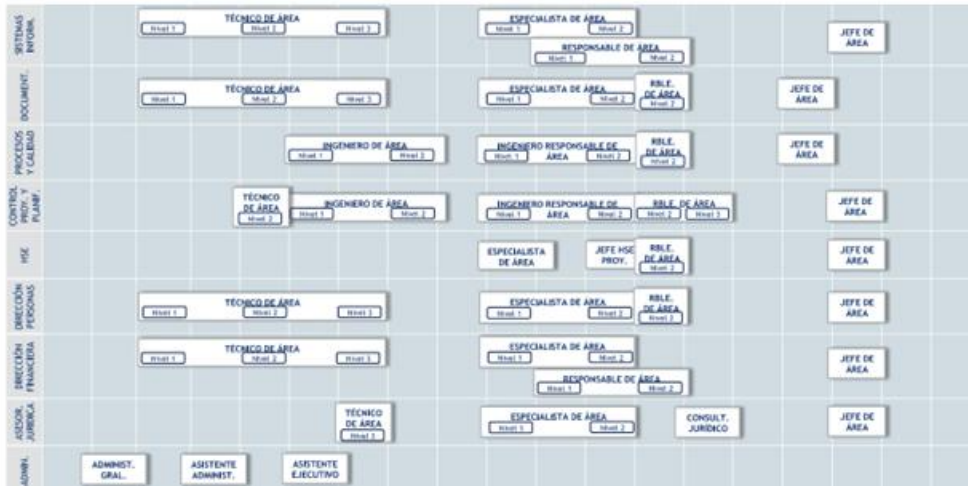 SISTEMAS
INFORM.
TÉCNICO DE ÁREA
Nivel 1 Nivel 2 Nivel 3
ESPECIALISTA DE ÁREA
Nivel 1 Nivel 2
RESPONSABLE DE ÁREA
Nivel 1 Nivel 2
JEFE DE
ÁREA
DOCUMENT.
TÉCNICO DE ÁREA
Nivel 1 Nivel 2 Nivel 3
ESPECIALISTA DE ÁREA
Nivel 1 Nivel 2
RBLE.
DE ÁREA
Nivel 2
JEFE DE
ÁREA
PROCESOS
Y CALIDAD
INGENIERO DE ÁREA
Nivel 1 Nivel 2
INGENIERO RESPONSABLE DE
ÁREA
Nivel 1 Nivel 2
RBLE.
DE ÁREA
Nivel 2
JEFE DE
ÁREA
CONTROL
PROY. Y
PLANIF.
TÉCNICO
DE ÁREA
Nivel 2
INGENIERO DE ÁREA
Nivel 1 Nivel 2
INGENIERO RESPONSABLE DE
ÁREA
Nivel 1 Nivel 2
RBLE. DE ÁREA
Nivel 2 Nivel 3
JEFE DE
ÁREA
HSE
ESPECIALISTA
DE ÁREA
JEFE HSE
PROY.
RBLE.
DE ÁREA
Nivel 2
JEFE DE
ÁREA
DIRECCIÓN
PERSONAS
TÉCNICO DE ÁREA
Nivel 1 Nivel 2 Nivel 3
ESPECIALISTA DE ÁREA
Nivel 1 Nivel 2
RBLE.
DE ÁREA
Nivel 2
JEFE DE
ÁREA
DIRECCIÓN
FINANCIERA
TÉCNICO DE ÁREA
Nivel 1 Nivel 2 Nivel 3
ESPECIALISTA DE ÁREA
Nivel 1 Nivel 2
RESPONSABLE DE ÁREA
Nivel 1 Nivel 2
JEFE DE
ÁREA
ASESOR.
JURÍDICA
TÉCNICO
DE ÁREA
Nivel 3
ESPECIALISTA DE ÁREA
Nivel 1 Nivel 2
CONSULT.
JURÍDICO
JEFE DE
ÁREA
ADMIN.
ADMINIST.
GRAL.
ASISTENTE
ADMINIST.
ASISTENTE
EJECUTIVO